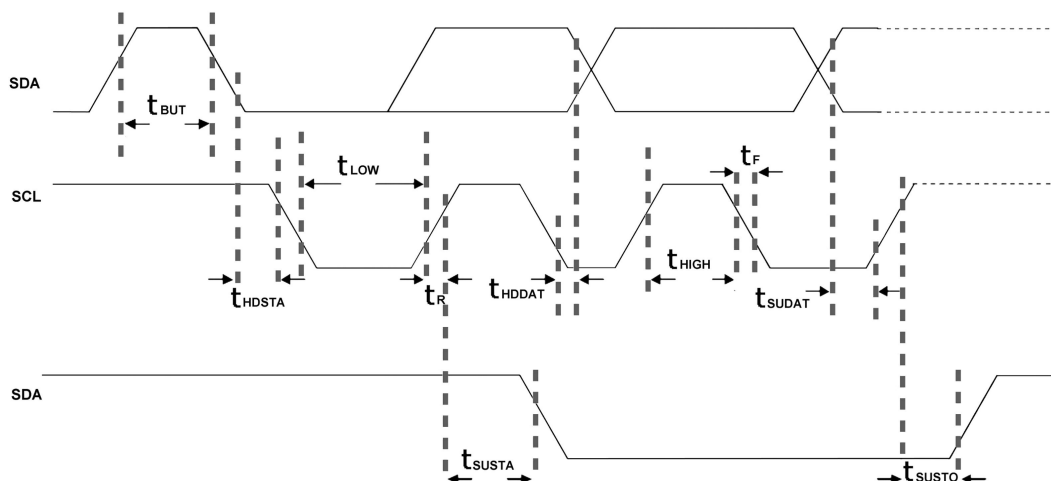 SDA
tBUT
tLOW
tF
SCL
tHDSTA
tR
tHDDAT
tHIGH
tSUDAT
SDA
tSUSTA
tSUSTO